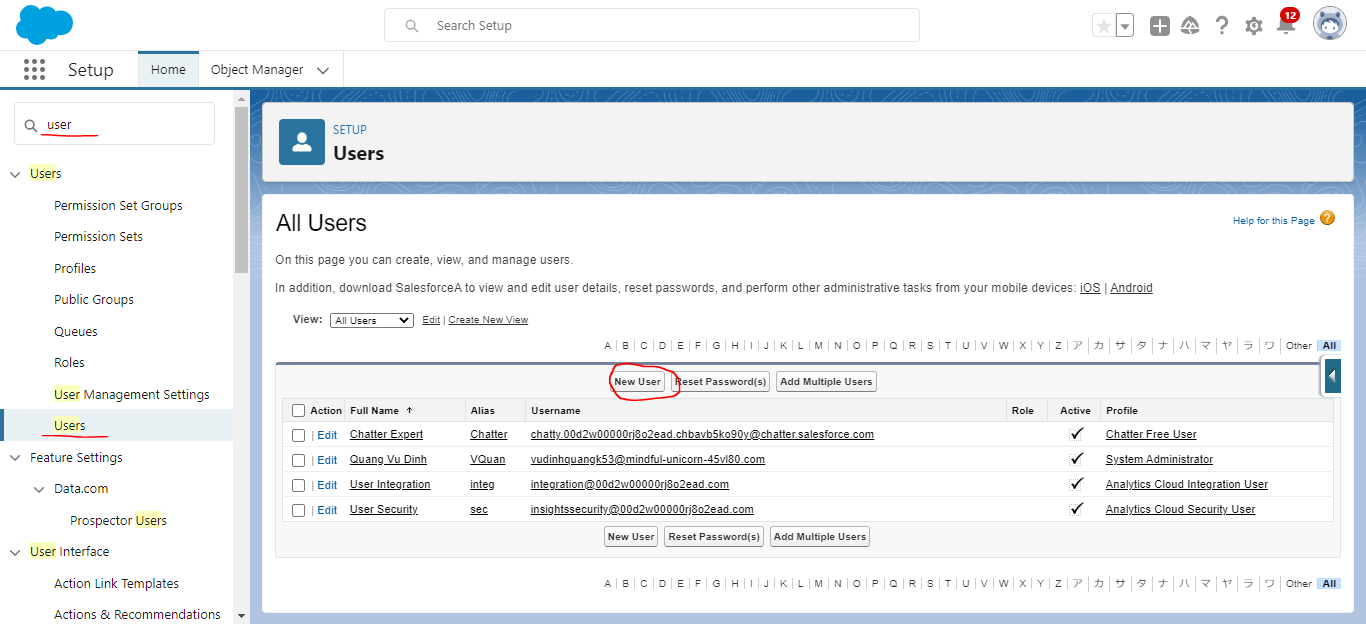 Search Setup
12
Setup
Home
Object Manager
user
Users
Permission Set Groups
Permission Sets
Profiles
Public Groups
Queues
Roles
User Management Settings
Users
Feature Settings
Data.com
Prospector Users
User Interface
Action Link Templates
Actions & Recommendations
SETUP
Users
All Users
Help for this Page ?
On this page you can create, view, and manage users.
In addition, download SalesforceA to view and edit user details, reset passwords, and perform other administrative tasks from your mobile devices: iOS | Android
View: All Users Edit | Create New View
A | B | C | D | E | F | G | H | I | J | K | L | M | N | O | P | Q | R | S | T | U | V | W | X | Y | Z | ア | カ | サ | タ | ナ | ハ | マ | ヤ | ラ | ワ | Other All
New User Reset Password(s) Add Multiple Users
Action Full Name ↑ Alias Username Role Active Profile
| Edit Chatter Expert Chatter chatty.00d2w00000rj8o2ead.chbavb5ko90y@chatter.salesforce.com ✓ Chatter Free User
| Edit Quang Vu Dinh VQuan vudinhquangk53@mindful-unicorn-45vl80.com ✓ System Administrator
| Edit User Integration integ integration@00d2w00000rj8o2ead.com ✓ Analytics Cloud Integration User
| Edit User Security sec insightssecurity@00d2w00000rj8o2ead.com ✓ Analytics Cloud Security User
New User Reset Password(s) Add Multiple Users
A | B | C | D | E | F | G | H | I | J | K | L | M | N | O | P | Q | R | S | T | U | V | W | X | Y | Z | ア | カ | サ | タ | ナ | ハ | マ | ヤ | ラ | ワ | Other All